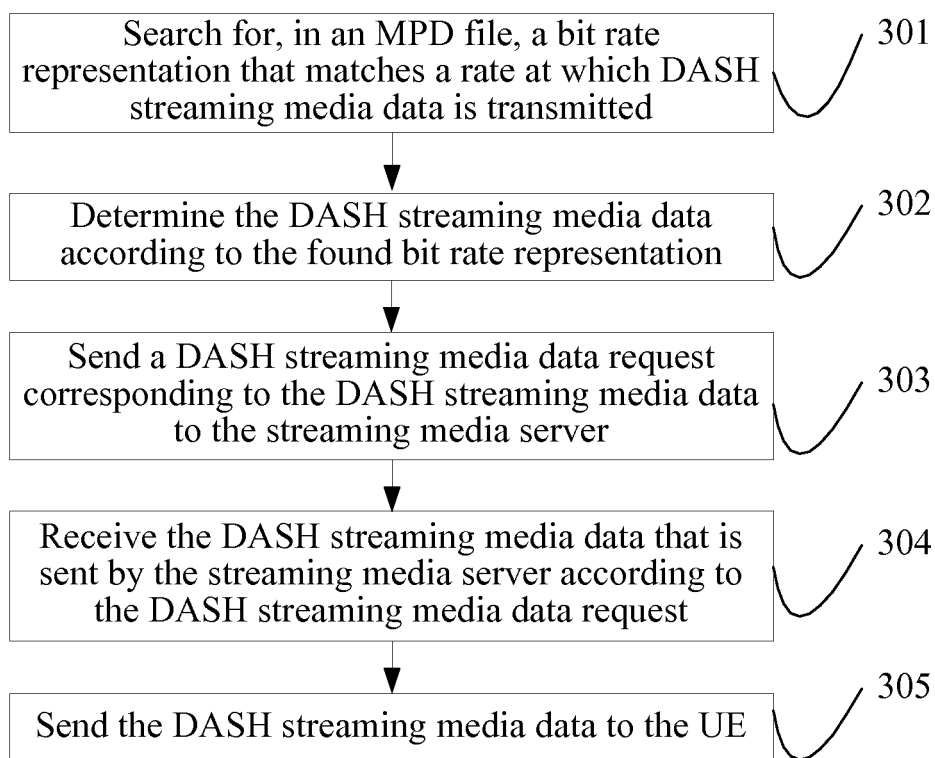 Search for, in an MPD file, a bit rate
representation that matches a rate at which DASH
streaming media data is transmitted
301
Determine the DASH streaming media data
according to the found bit rate representation
302
Send a DASH streaming media data request
corresponding to the DASH streaming media data
to the streaming media server
303
Receive the DASH streaming media data that is
sent by the streaming media server according to
the DASH streaming media data request
304
Send the DASH streaming media data to the UE
305